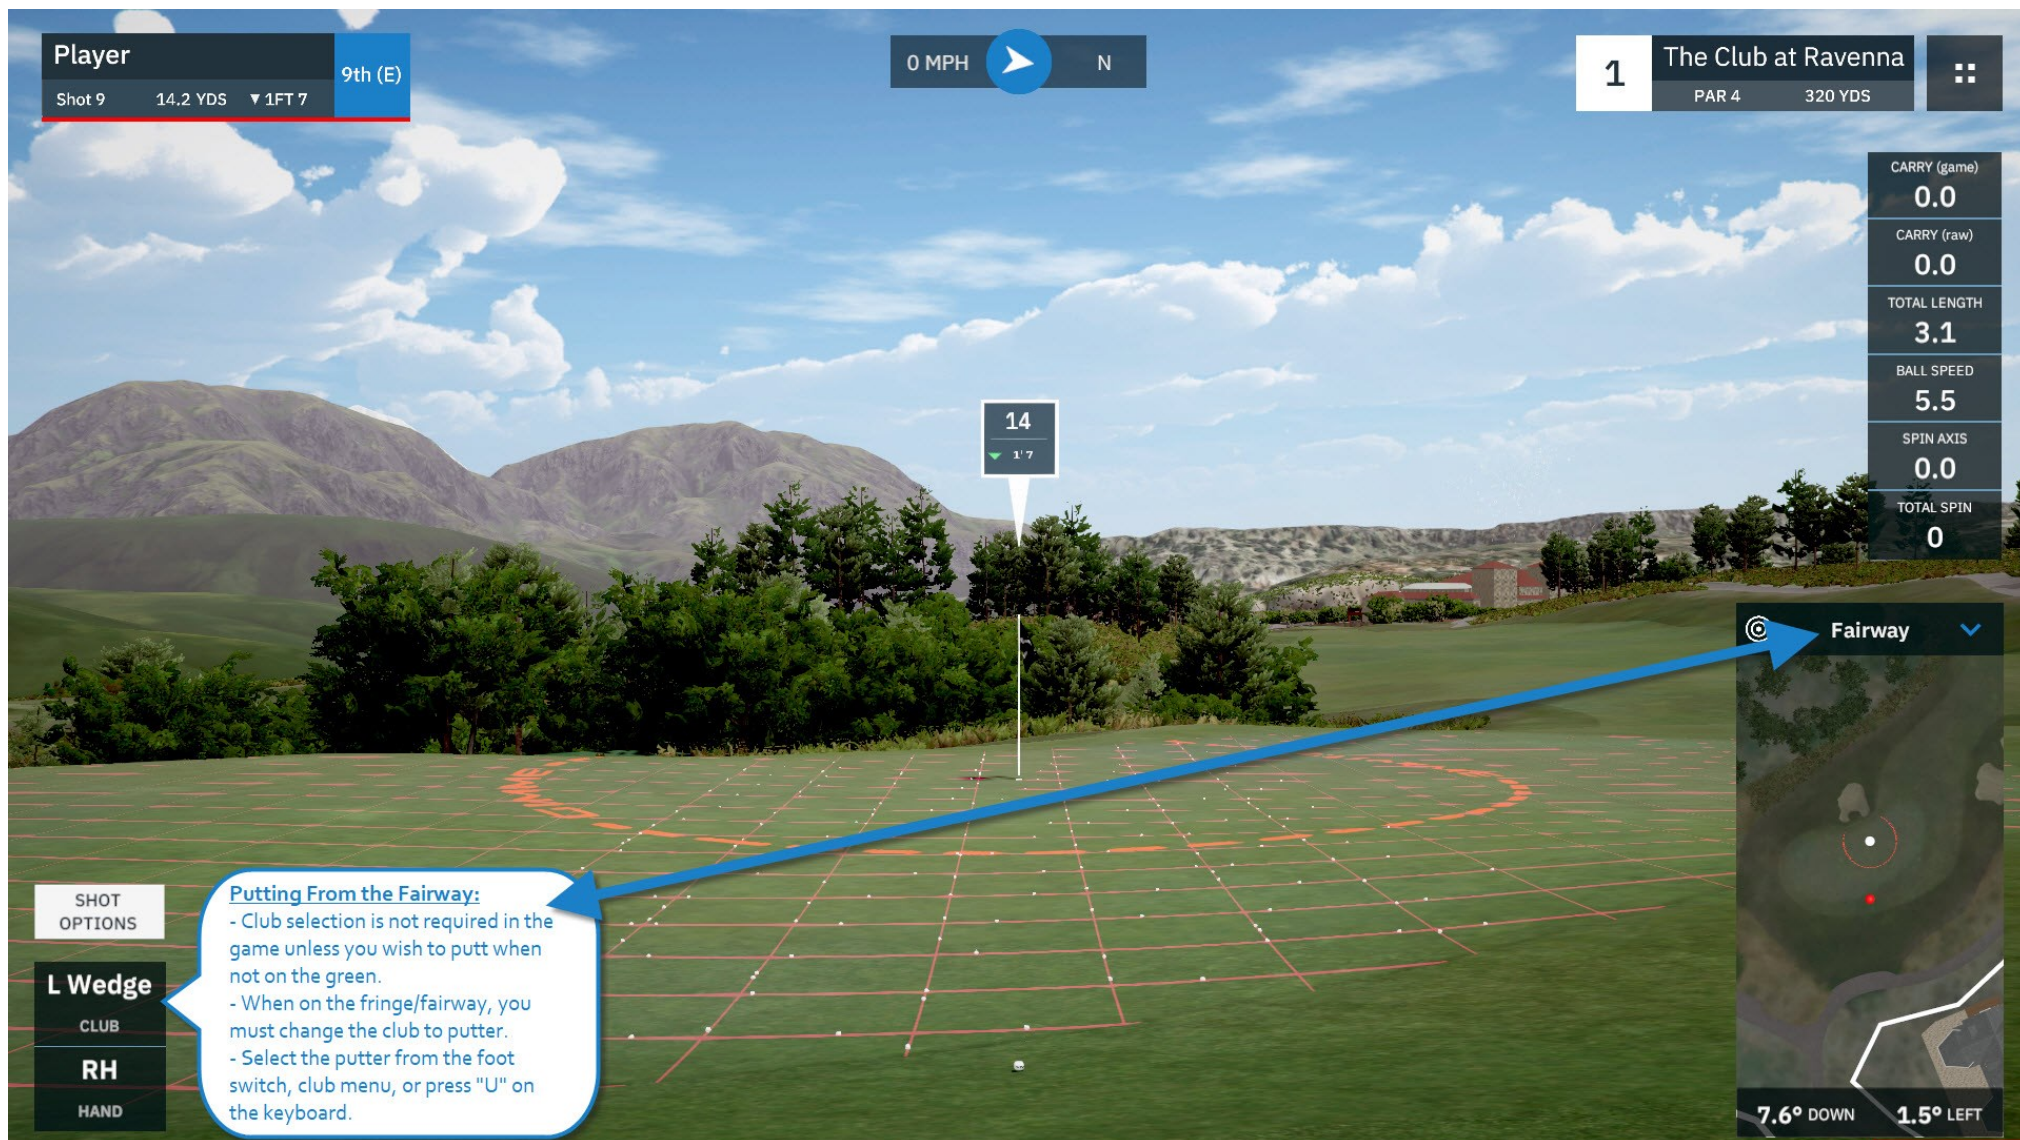 Player
9th (E)
Shot 9 14.2 YDS ▼1FT 7
0 MPH N
1
The Club at Ravenna
PAR 4 320 YDS
CARRY (game)
0.0
CARRY (raw)
0.0
TOTAL LENGTH
3.1
BALL SPEED
5.5
SPIN AXIS
0.0
TOTAL SPIN
0
14
1'7
Fairway
GIMME
SHOT
OPTIONS
L Wedge
CLUB
RH
HAND
Putting From the Fairway:
- Club selection is not required in the
game unless you wish to putt when
not on the green.
- When on the fringe/fairway, you
must change the club to putter.
- Select the putter from the foot
switch, club menu, or press "U" on
the keyboard.
7.6° DOWN 1.5° LEFT